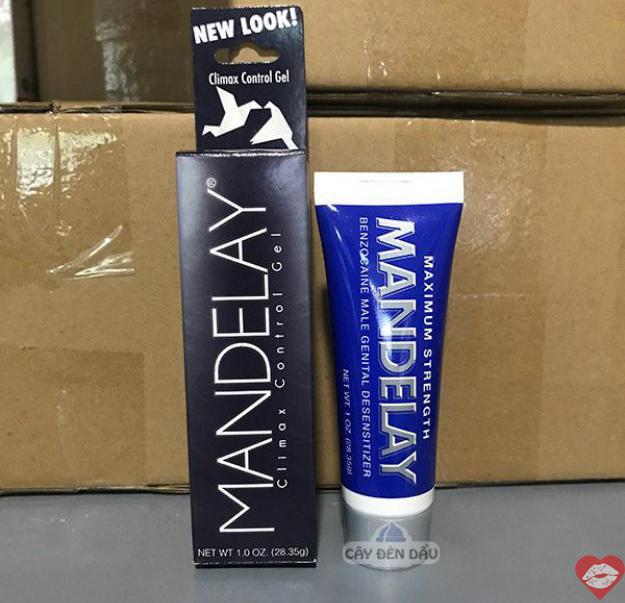 NEW LOOK!
Climax Control Gel
MANDELAY®
Climax Control Gel
NET WT 1.0 OZ. (28.35g)
MAXIMUM STRENGTH
MANDELAY
BENZOCAINE MALE GENITAL DESENSITIZER
NET WT. 1 OZ. (28.35g)
CÂY ĐÈN DẦU